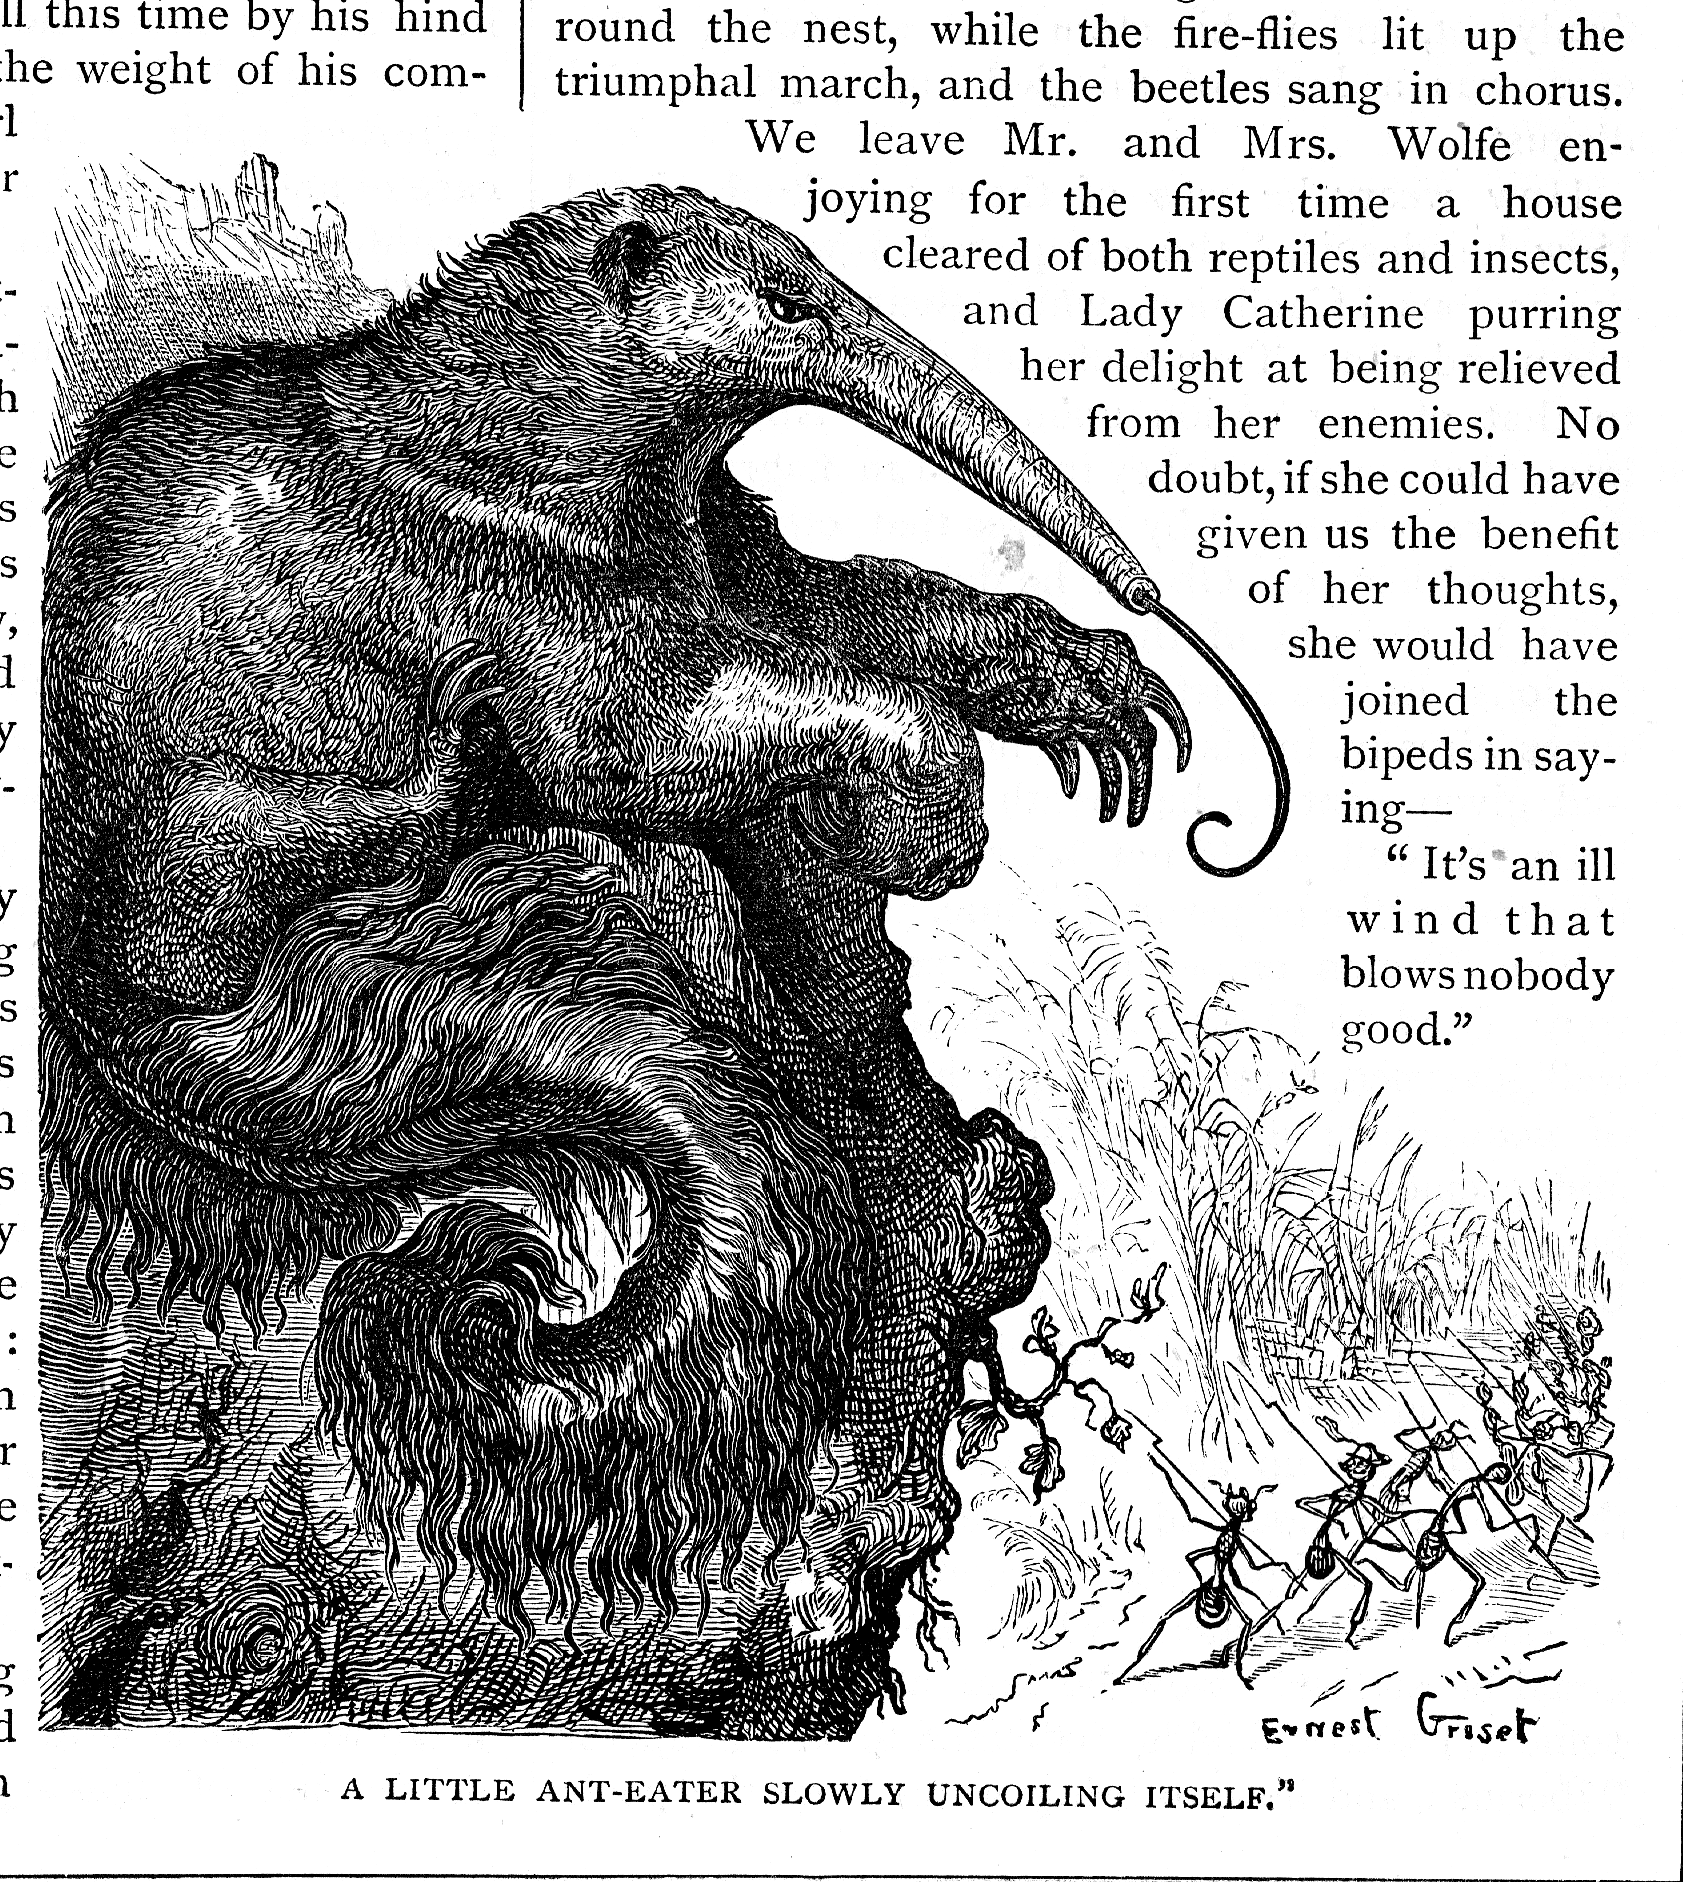 ll this time by his hind
he weight of his com-
round the nest, while the fire-flies lit up the
triumphal march, and the beetles sang in chorus.
We leave Mr. and Mrs. Wolfe en-
joying for the first time a house
cleared of both reptiles and insects,
and Lady Catherine purring
her delight at being relieved
from her enemies. No
doubt, if she could have
given us the benefit
of her thoughts,
she would have
joined the
bipeds in say-
ing—
“ It’s an ill
wind that
blows nobody
good.”
Ernest Griset
A LITTLE ANT-EATER SLOWLY UNCOILING ITSELF.”